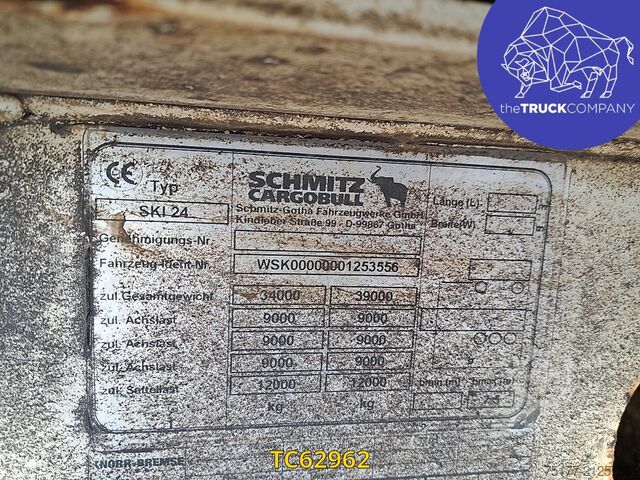 theTRUCKCOMPANY
CE Typ
SKI 24
SCHMITZ
CARGOBULL
Schmitz-Gotha Fahrzeugwerke GmbH
Kindleber Straße 99 - D-99867 Gotha
Länge (L)
Breite(W)
Genehmigungs-Nr.
Fahrzeug-Ident-Nr. WSK00000001253556
zul. Gesamtgewicht 34000 39000
zul. Achslast 9000 9000
zul. Achslast 9000 9000
zul. Achslast 9000 9000
zul. Sattellast 12000 12000
kg kg
KNORR-BREMSE
TC62962